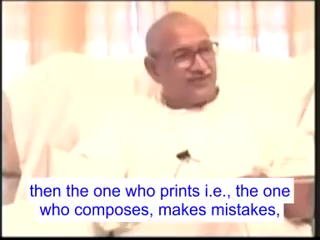 then the one who prints i.e., the one
who composes, makes mistakes,